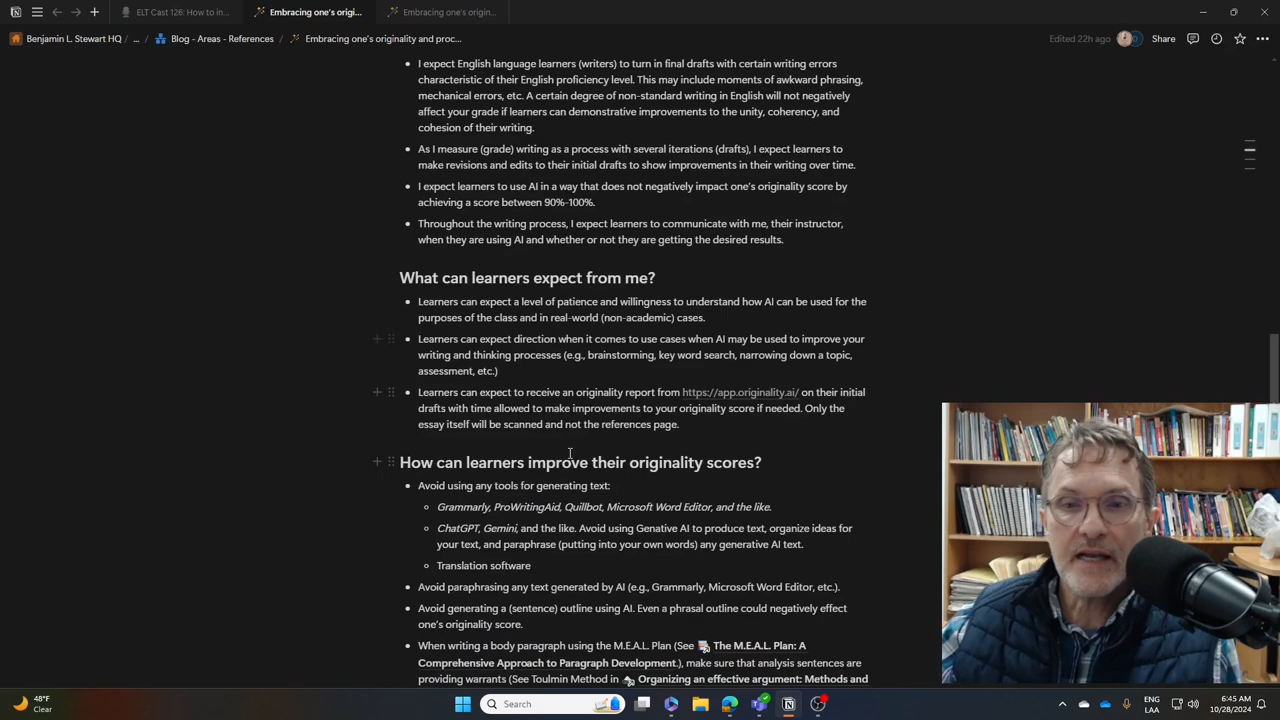 ELT Cast 126: How to in...
Embracing one's origi...
Embracing one's origin...
Benjamin L. Stewart HQ / ... / Blog - Areas - References / Embracing one's originality and proc...
Edited 22h ago
Share
• I expect English language learners (writers) to turn in final drafts with certain writing errors
characteristic of their English proficiency level. This may include moments of awkward phrasing,
mechanical errors, etc. A certain degree of non-standard writing in English will not negatively
affect your grade if learners can demonstrative improvements to the unity, coherency, and
cohesion of their writing.
• As I measure (grade) writing as a process with several iterations (drafts), I expect learners to
make revisions and edits to their initial drafts to show improvements in their writing over time.
• I expect learners to use AI in a way that does not negatively impact one's originality score by
achieving a score between 90%-100%.
• Throughout the writing process, I expect learners to communicate with me, their instructor,
when they are using AI and whether or not they are getting the desired results.
What can learners expect from me?
• Learners can expect a level of patience and willingness to understand how AI can be used for the
purposes of the class and in real-world (non-academic) cases.
• Learners can expect direction when it comes to use cases when AI may be used to improve your
writing and thinking processes (e.g., brainstorming, key word search, narrowing down a topic,
assessment, etc.)
• Learners can expect to receive an originality report from https://app.originality.ai/ on their initial
drafts with time allowed to make improvements to your originality score if needed. Only the
essay itself will be scanned and not the references page.
How can learners improve their originality scores?
• Avoid using any tools for generating text:
◦ Grammarly, ProWritingAid, Quillbot, Microsoft Word Editor, and the like.
◦ ChatGPT, Gemini, and the like. Avoid using Genative AI to produce text, organize ideas for
your text, and paraphrase (putting into your own words) any generative AI text.
◦ Translation software
• Avoid paraphrasing any text generated by AI (e.g., Grammarly, Microsoft Word Editor, etc.).
• Avoid generating a (sentence) outline using AI. Even a phrasal outline could negatively effect
one's originality score.
• When writing a body paragraph using the M.E.A.L. Plan (See The M.E.A.L. Plan: A
Comprehensive Approach to Paragraph Development.), make sure that analysis sentences are
providing warrants (See Toulmin Method in Organizing an effective argument: Methods and
48°F
Clear
Search
ENG
LAA
6:45 AM
10/28/2024